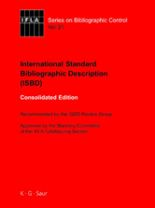 IFLA
Series on Bibliographic Control
Vol 31
International Standard
Bibliographic Description
(ISBD)
Consolidated Edition
Recommended by the ISBD Review Group
Approved by the Standing Committee
of the IFLA Cataloguing Section
K · G · Saur